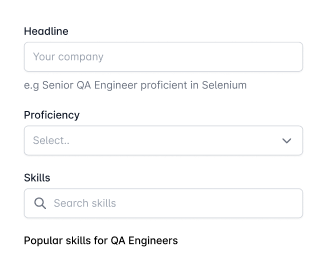 Headline
Your company
e.g Senior QA Engineer proficient in Selenium
Proficiency
Select..
Skills
Search skills
Popular skills for QA Engineers